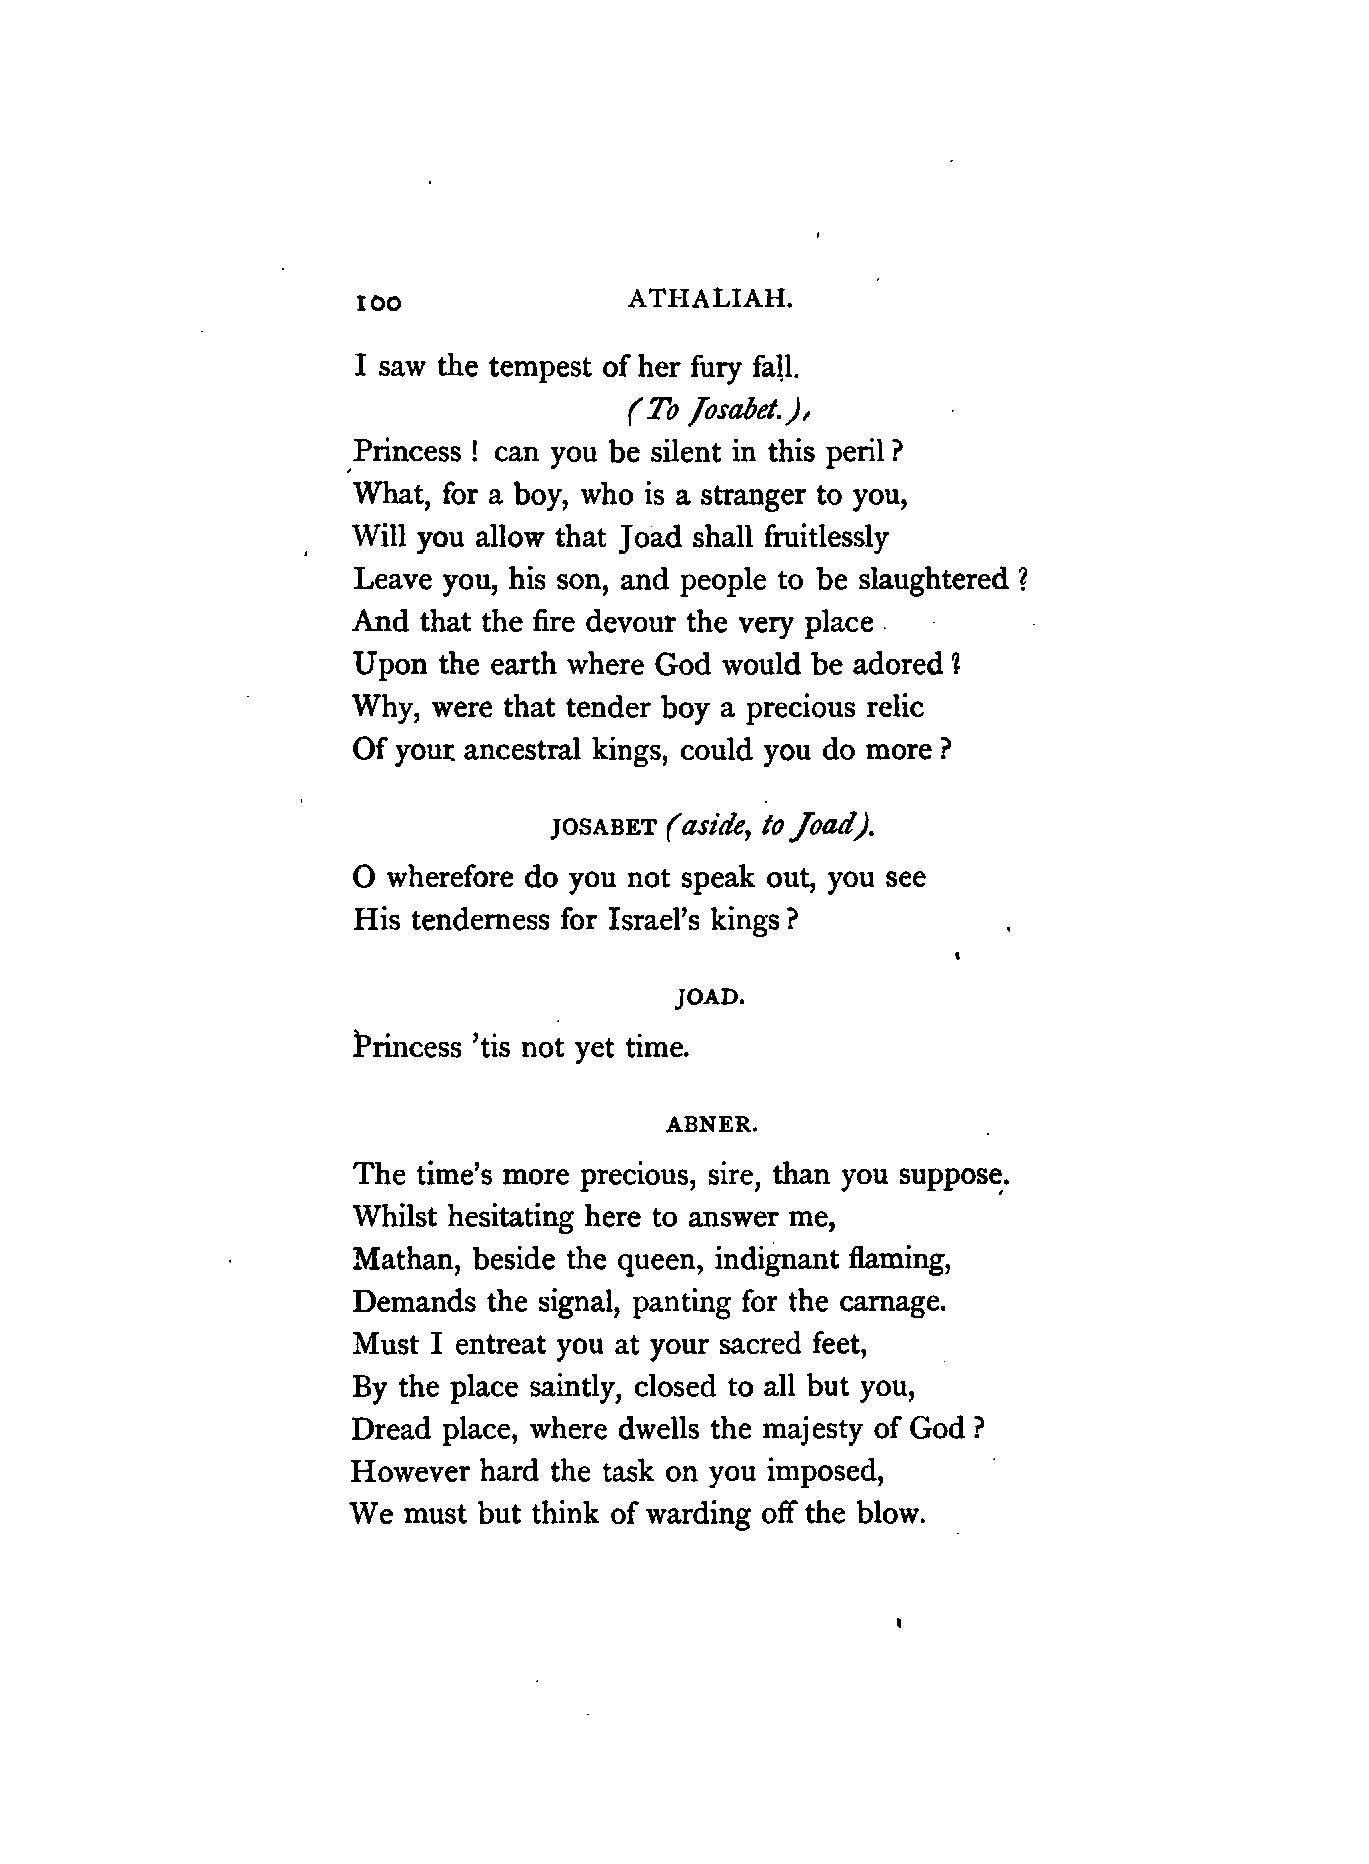 100 ATHALIAH.
I saw the tempest of her fury fall.
(To Josabet.),
Princess ! can you be silent in this peril ?
What, for a boy, who is a stranger to you,
Will you allow that Joad shall fruitlessly
Leave you, his son, and people to be slaughtered ?
And that the fire devour the very place
Upon the earth where God would be adored ?
Why, were that tender boy a precious relic
Of your ancestral kings, could you do more ?
JOSABET (aside, to Joad).
O wherefore do you not speak out, you see
His tenderness for Israel's kings ?
JOAD.
Princess 'tis not yet time.
ABNER.
The time's more precious, sire, than you suppose.
Whilst hesitating here to answer me,
Mathan, beside the queen, indignant flaming,
Demands the signal, panting for the carnage.
Must I entreat you at your sacred feet,
By the place saintly, closed to all but you,
Dread place, where dwells the majesty of God ?
However hard the task on you imposed,
We must but think of warding off the blow.